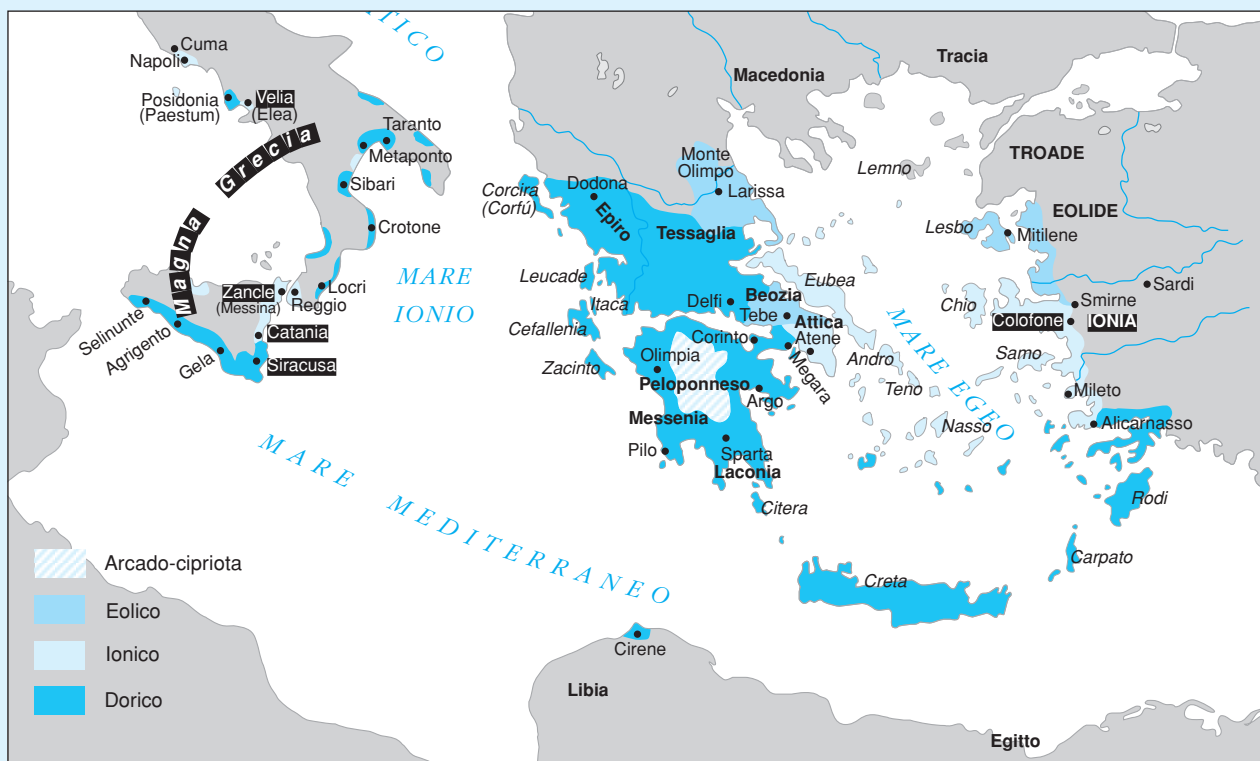 TICO
Cuma
Napoli
Posidonia
(Paestum)
Velia
(Elea)
Magna Grecia
Taranto
Metaponto
Sibari
Crotone
Locri
Reggio
Zancle
(Messina)
Catania
Siracusa
Gela
Agrigento
Selinunte
MARE
IONIO
MARE MEDITERRANEO
Corcira
(Corfú)
Dodona
Epiro
Leucade
Itaca
Cefallenia
Zacinto
Macedonia
Tracia
Monte
Olimpo
Larissa
Tessaglia
Delfi
Beozia
Tebe
Eubea
Attica
Atene
Corinto
Megara
Olimpia
Peloponneso
Argo
Messenia
Pilo
Sparta
Laconia
Citera
Creta
MARE EGEO
Andro
Teno
Nasso
Lemno
TROADE
EOLIDE
Lesbo
Mitilene
Sardi
Chio
Smirne
Colofone
IONIA
Samo
Mileto
Alicarnasso
Rodi
Carpato
Cirene
Libia
Egitto
Arcado-cipriota
Eolico
Ionico
Dorico